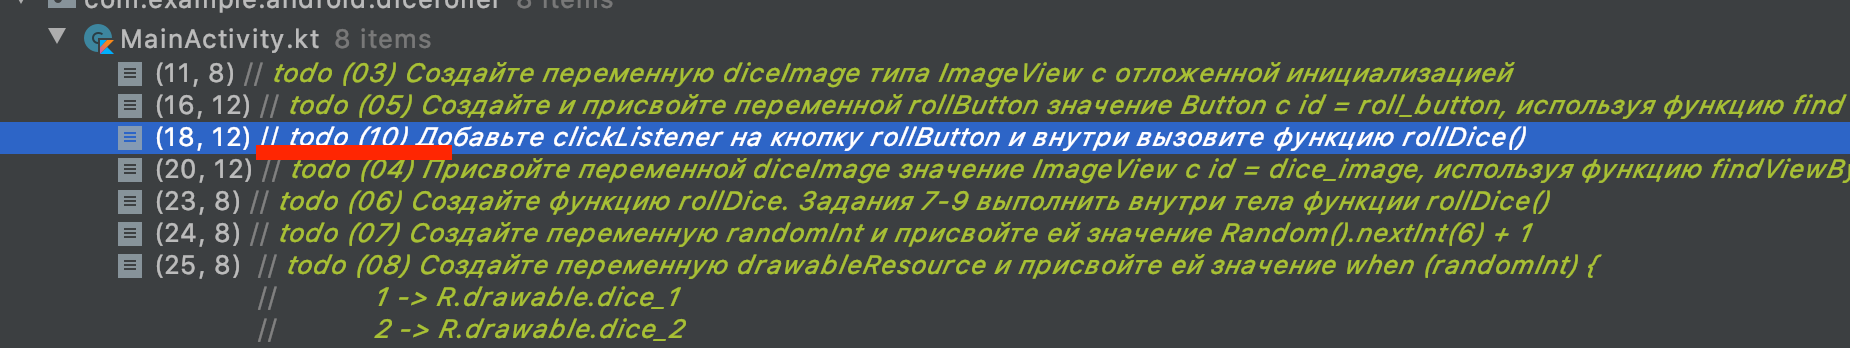 com.example.android.diceroller 8 items
MainActivity.kt 8 items
(11, 8) // todo (03) Создайте переменную diceImage типа ImageView с отложенной инициализацией
(16, 12) // todo (05) Создайте и присвойте переменной rollButton значение Button с id = roll_button, используя функцию find
(18, 12) // todo (10) Добавьте clickListener на кнопку rollButton и внутри вызовите функцию rollDice()
(20, 12) // todo (04) Присвойте переменной diceImage значение ImageView с id = dice_image, используя функцию findViewBy
(23, 8) // todo (06) Создайте функцию rollDice. Задания 7-9 выполнить внутри тела функции rollDice()
(24, 8) // todo (07) Создайте переменную randomInt и присвойте ей значение Random().nextInt(6) + 1
(25, 8) // todo (08) Создайте переменную drawableResource и присвойте ей значение when (randomInt) {
// 1 -> R.drawable.dice_1
// 2 -> R.drawable.dice_2